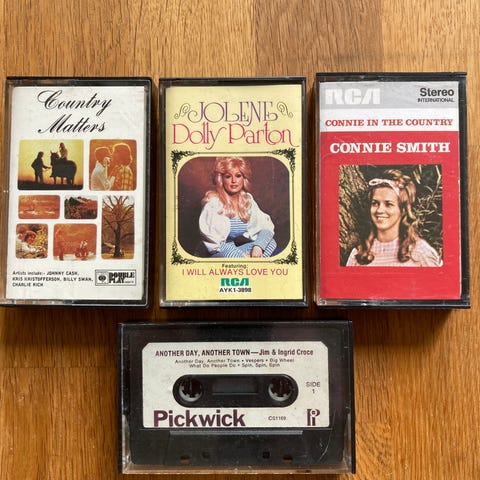 Country
Matters
Artists include:- JOHNNY CASH,
KRIS KRISTOFFERSON, BILLY SWAN,
CHARLIE RICH
DOUBLE
PLAY
JOLENE
Dolly Parton
Featuring:
I WILL ALWAYS LOVE YOU
RCA
AYK1-3898
RCA
Stereo
INTERNATIONAL
CONNIE IN THE COUNTRY
CONNIE SMITH
ANOTHER DAY, ANOTHER TOWN—Jim & Ingrid Croce
Another Day, Another Town • Vespers • Big Wheel
What Do People Do • Spin, Spin, Spin
SIDE
1
Pickwick
CS1169